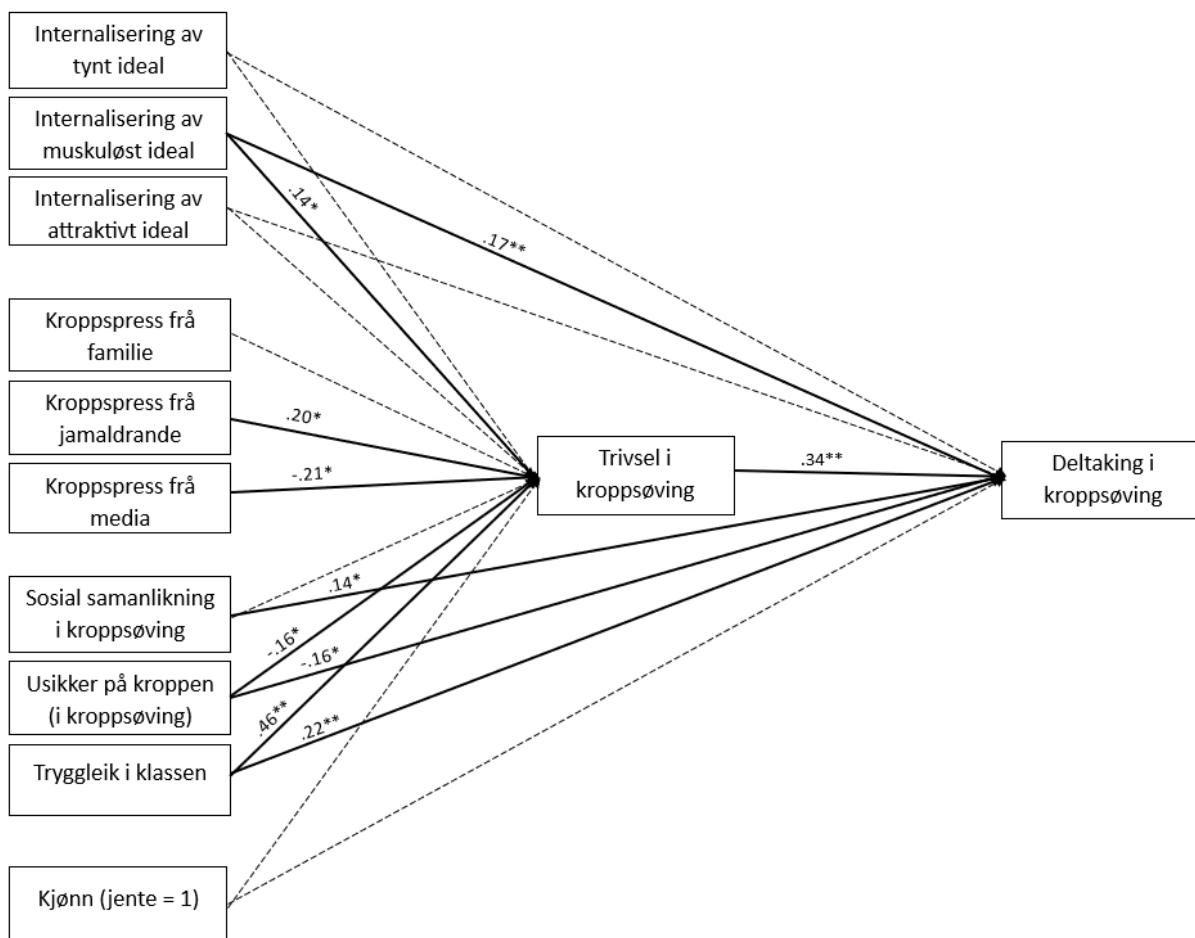 Internalisering av
tynt ideal
Internalisering av
muskuløst ideal
Internalisering av
attraktivt ideal
.14*
.17**
Kroppspress frå
familie
Kroppspress frå
jamaldrande
.20*
Kroppspress frå
media
-.21*
Trivsel i
kroppsøving
.34**
Deltaking i
kroppsøving
Sosial samanlikning
i kroppsøving
.14*
Usikker på kroppen
(i kroppsøving)
-.16*
-.16*
Tryggleik i klassen
.46**
.22**
Kjønn (jente = 1)